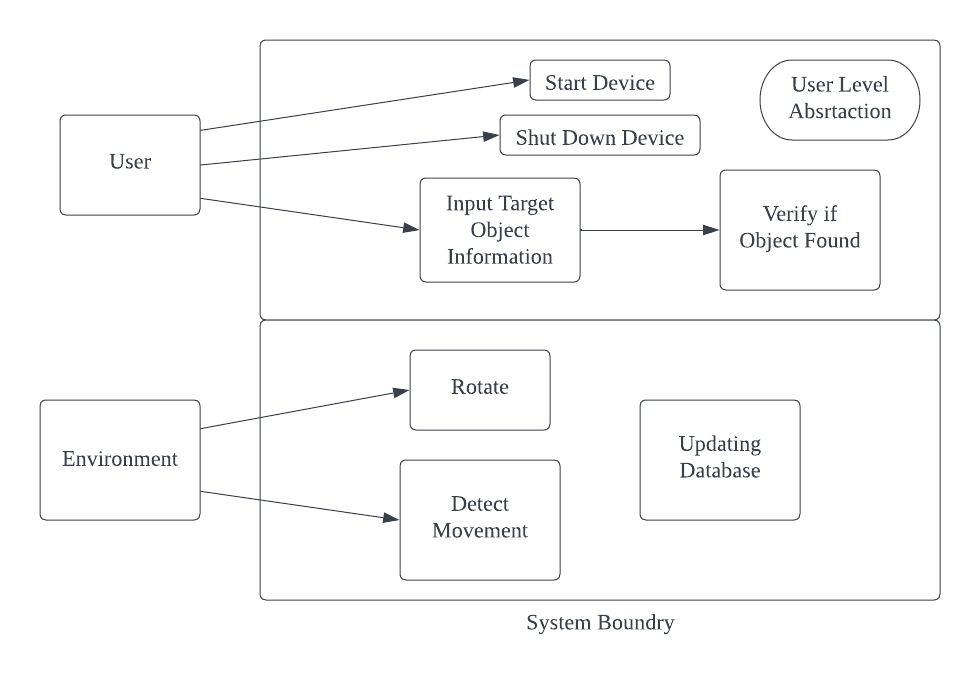 Start Device
User Level
Absrtaction
Shut Down Device
User
Input Target
Object
Information
Verify if
Object Found
Rotate
Environment
Updating
Database
Detect
Movement
System Boundry